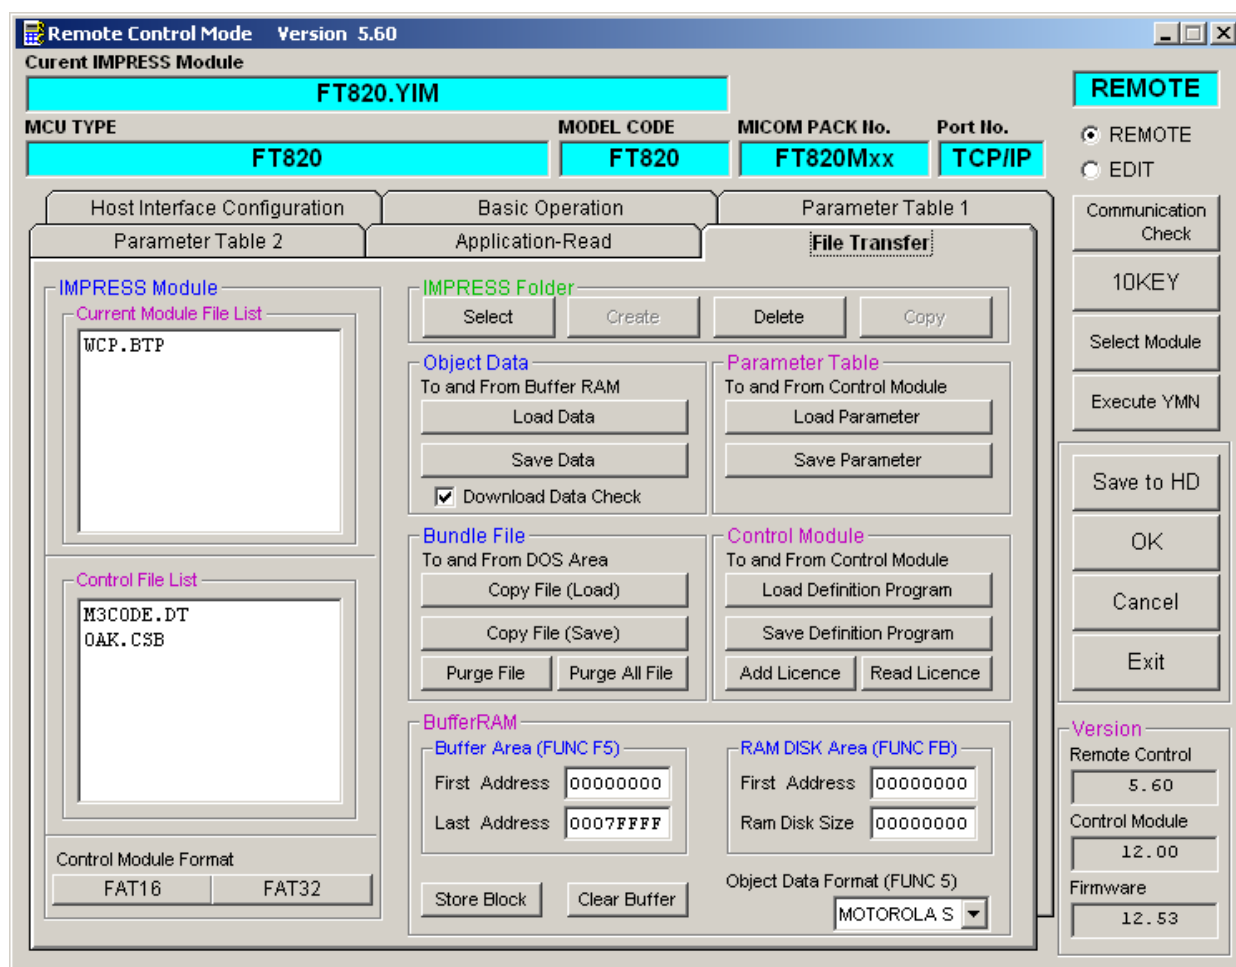 Remote Control Mode    Version  5.60
Curent IMPRESS Module
FT820.YIM
REMOTE
MCU TYPE
MODEL CODE
MICOM PACK No.
Port No.
FT820
FT820
FT820Mxx
TCP/IP
REMOTE
EDIT
Host Interface Configuration
Basic Operation
Parameter Table 1
Parameter Table 2
Application-Read
File Transfer
Communication
Check
10KEY
Select Module
Execute YMN
Save to HD
OK
Cancel
Exit
IMPRESS Module
Current Module File List
WCP.BTP
Control File List
M3CODE.DT
OAK.CSB
Control Module Format
FAT16
FAT32
IMPRESS Folder
Select
Create
Delete
Copy
Object Data
To and From Buffer RAM
Load Data
Save Data
Download Data Check
Parameter Table
To and From Control Module
Load Parameter
Save Parameter
Bundle File
To and From DOS Area
Copy File (Load)
Copy File (Save)
Purge File
Purge All File
Control Module
To and From Control Module
Load Definition Program
Save Definition Program
Add Licence
Read Licence
BufferRAM
Buffer Area (FUNC F5)
First  Address 00000000
Last  Address 0007FFFF
RAM DISK Area (FUNC FB)
First  Address 00000000
Ram Disk Size 00000000
Store Block
Clear Buffer
Object Data Format (FUNC 5)
MOTOROLA S
Version
Remote Control
5.60
Control Module
12.00
Firmware
12.53